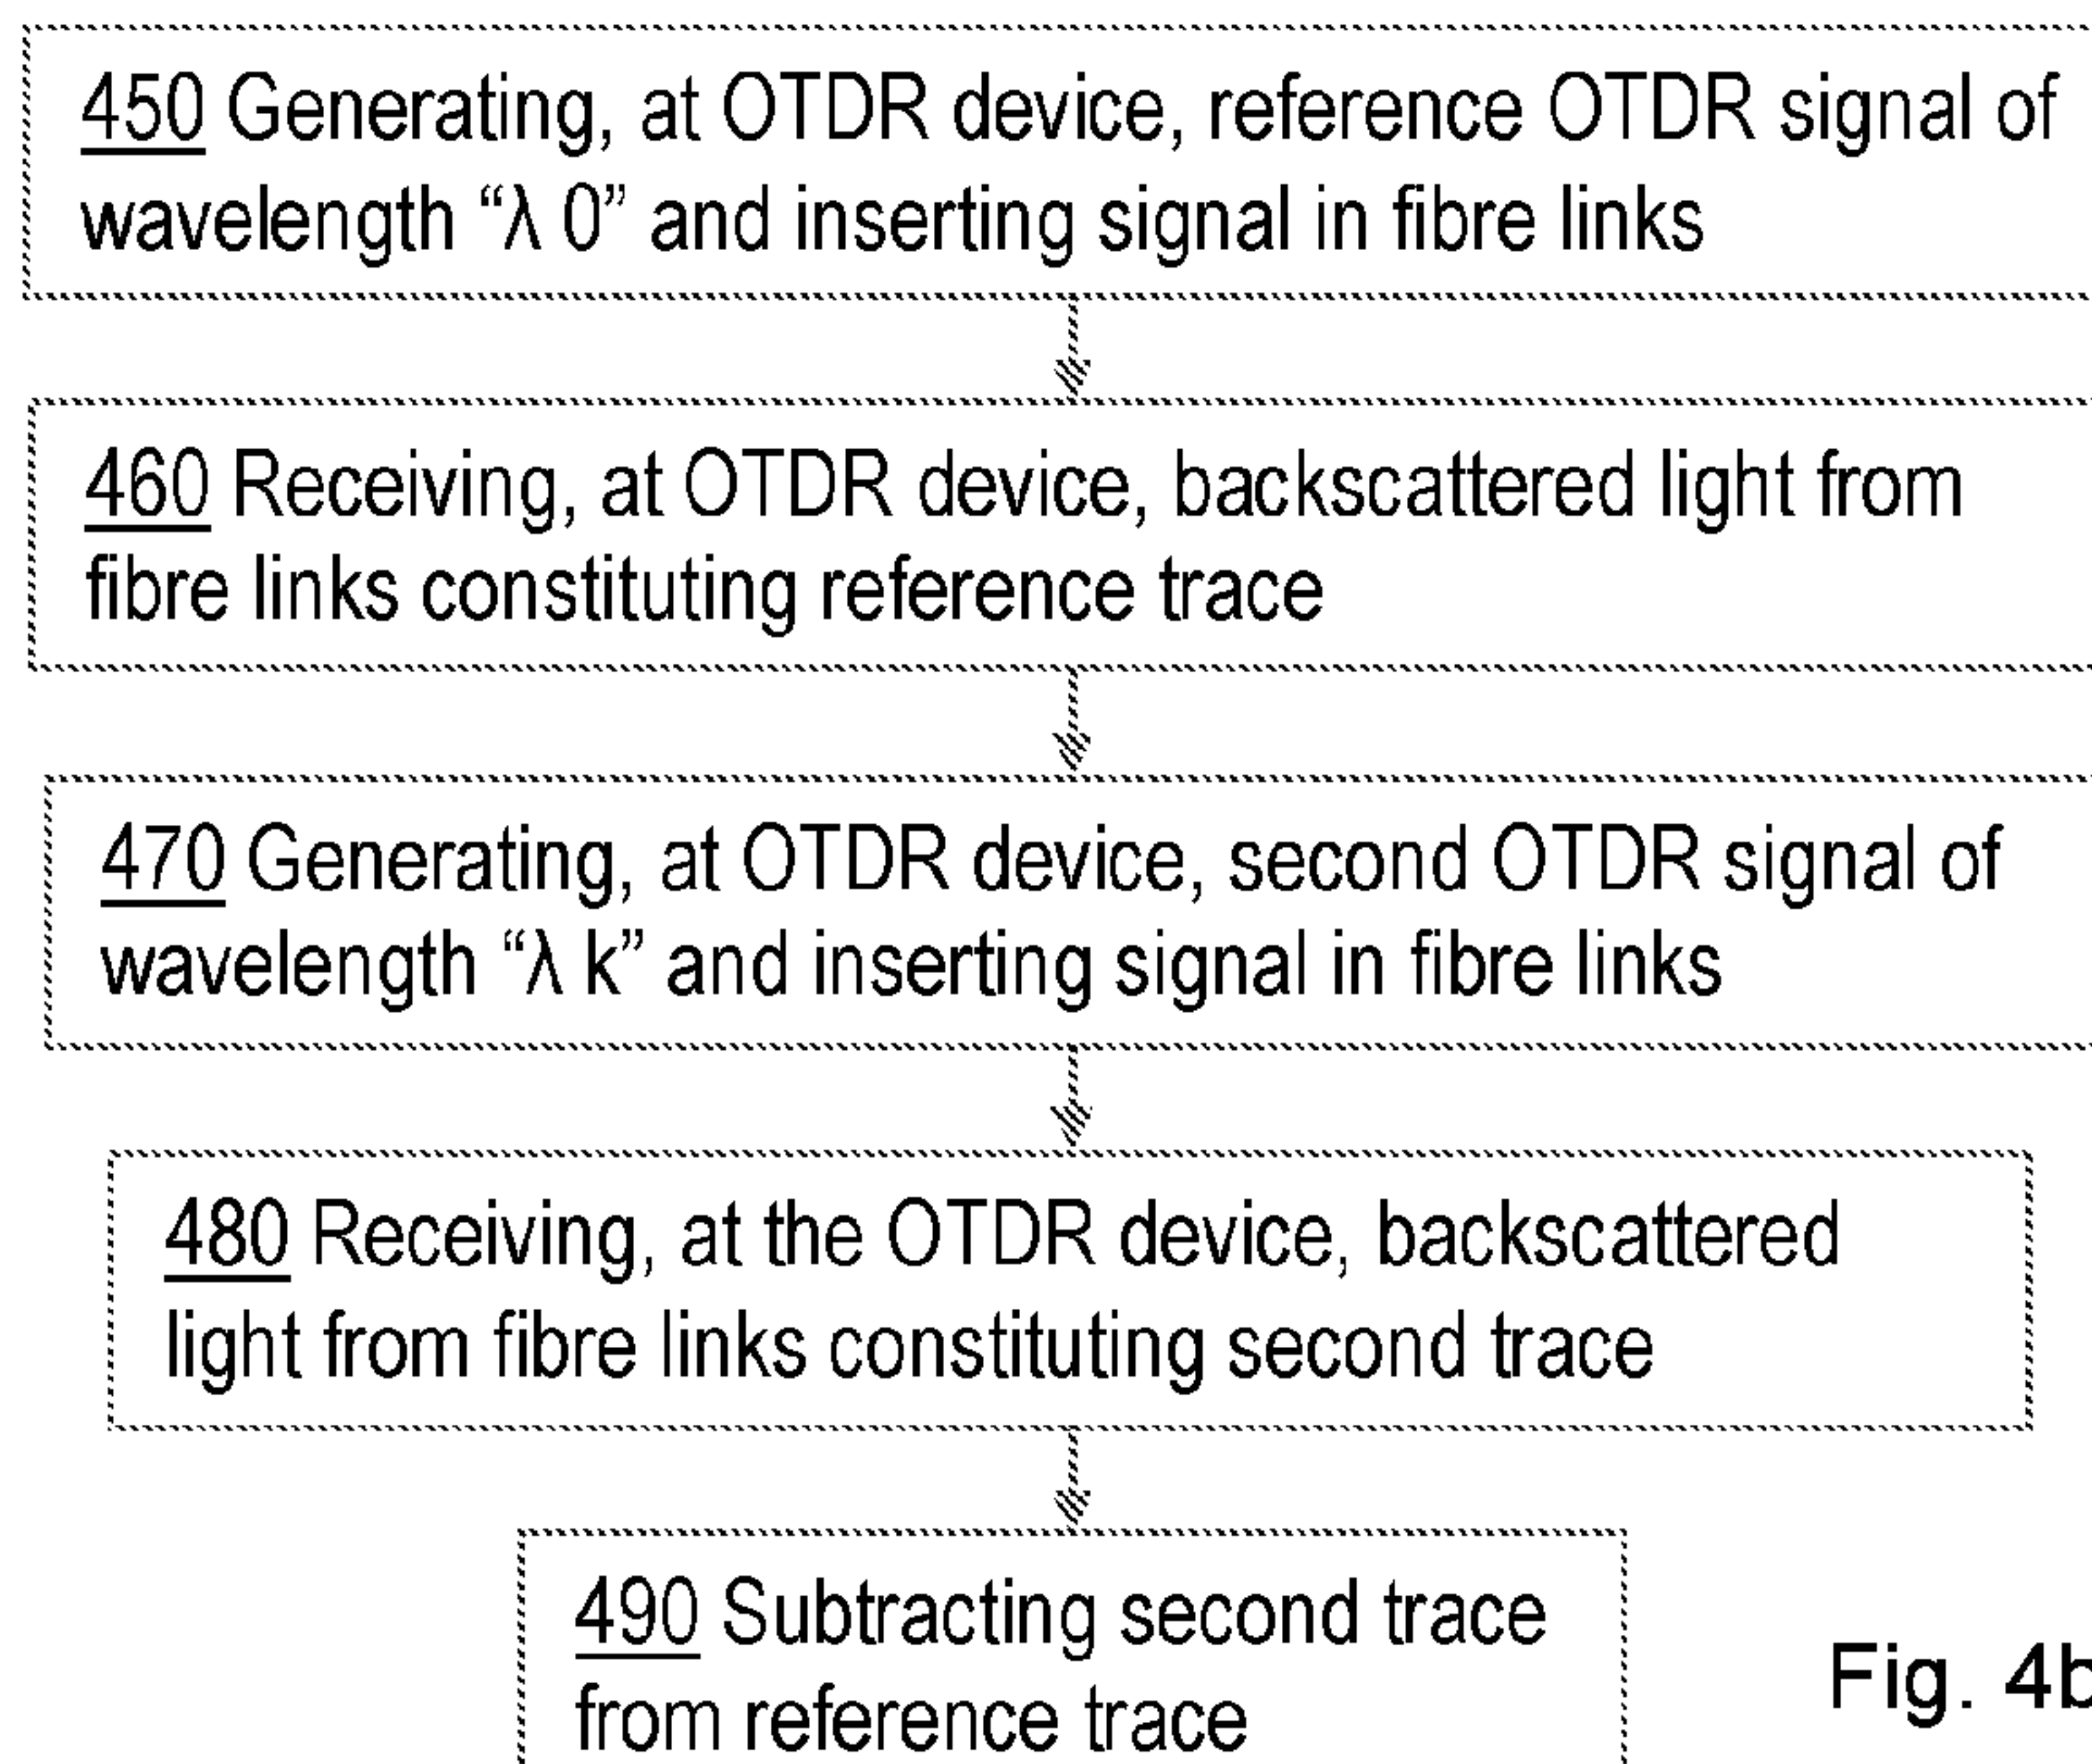 450 Generating, at OTDR device, reference OTDR signal of
wavelength “λ 0” and inserting signal in fibre links
460 Receiving, at OTDR device, backscattered light from
fibre links constituting reference trace
470 Generating, at OTDR device, second OTDR signal of
wavelength “λ k” and inserting signal in fibre links
480 Receiving, at the OTDR device, backscattered
light from fibre links constituting second trace
490 Subtracting second trace
from reference trace
Fig. 4b